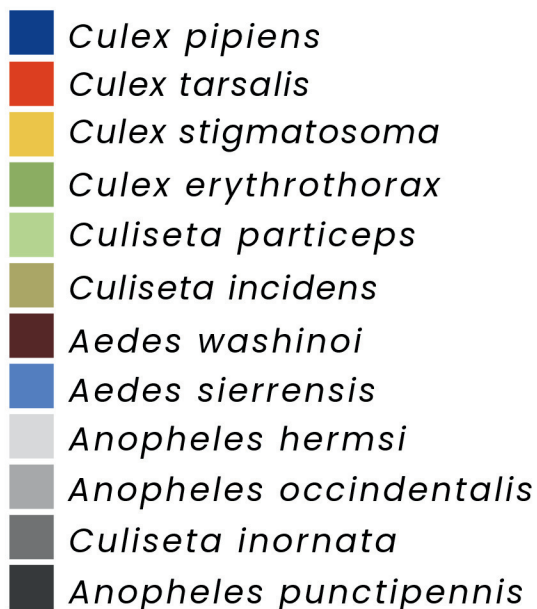 Culex pipiens
Culex tarsalis
Culex stigmatosoma
Culex erythrothorax
Culiseta particeps
Culiseta incidens
Aedes washinoi
Aedes sierrensis
Anopheles hermsi
Anopheles occindentalis
Culiseta inornata
Anopheles punctipennis